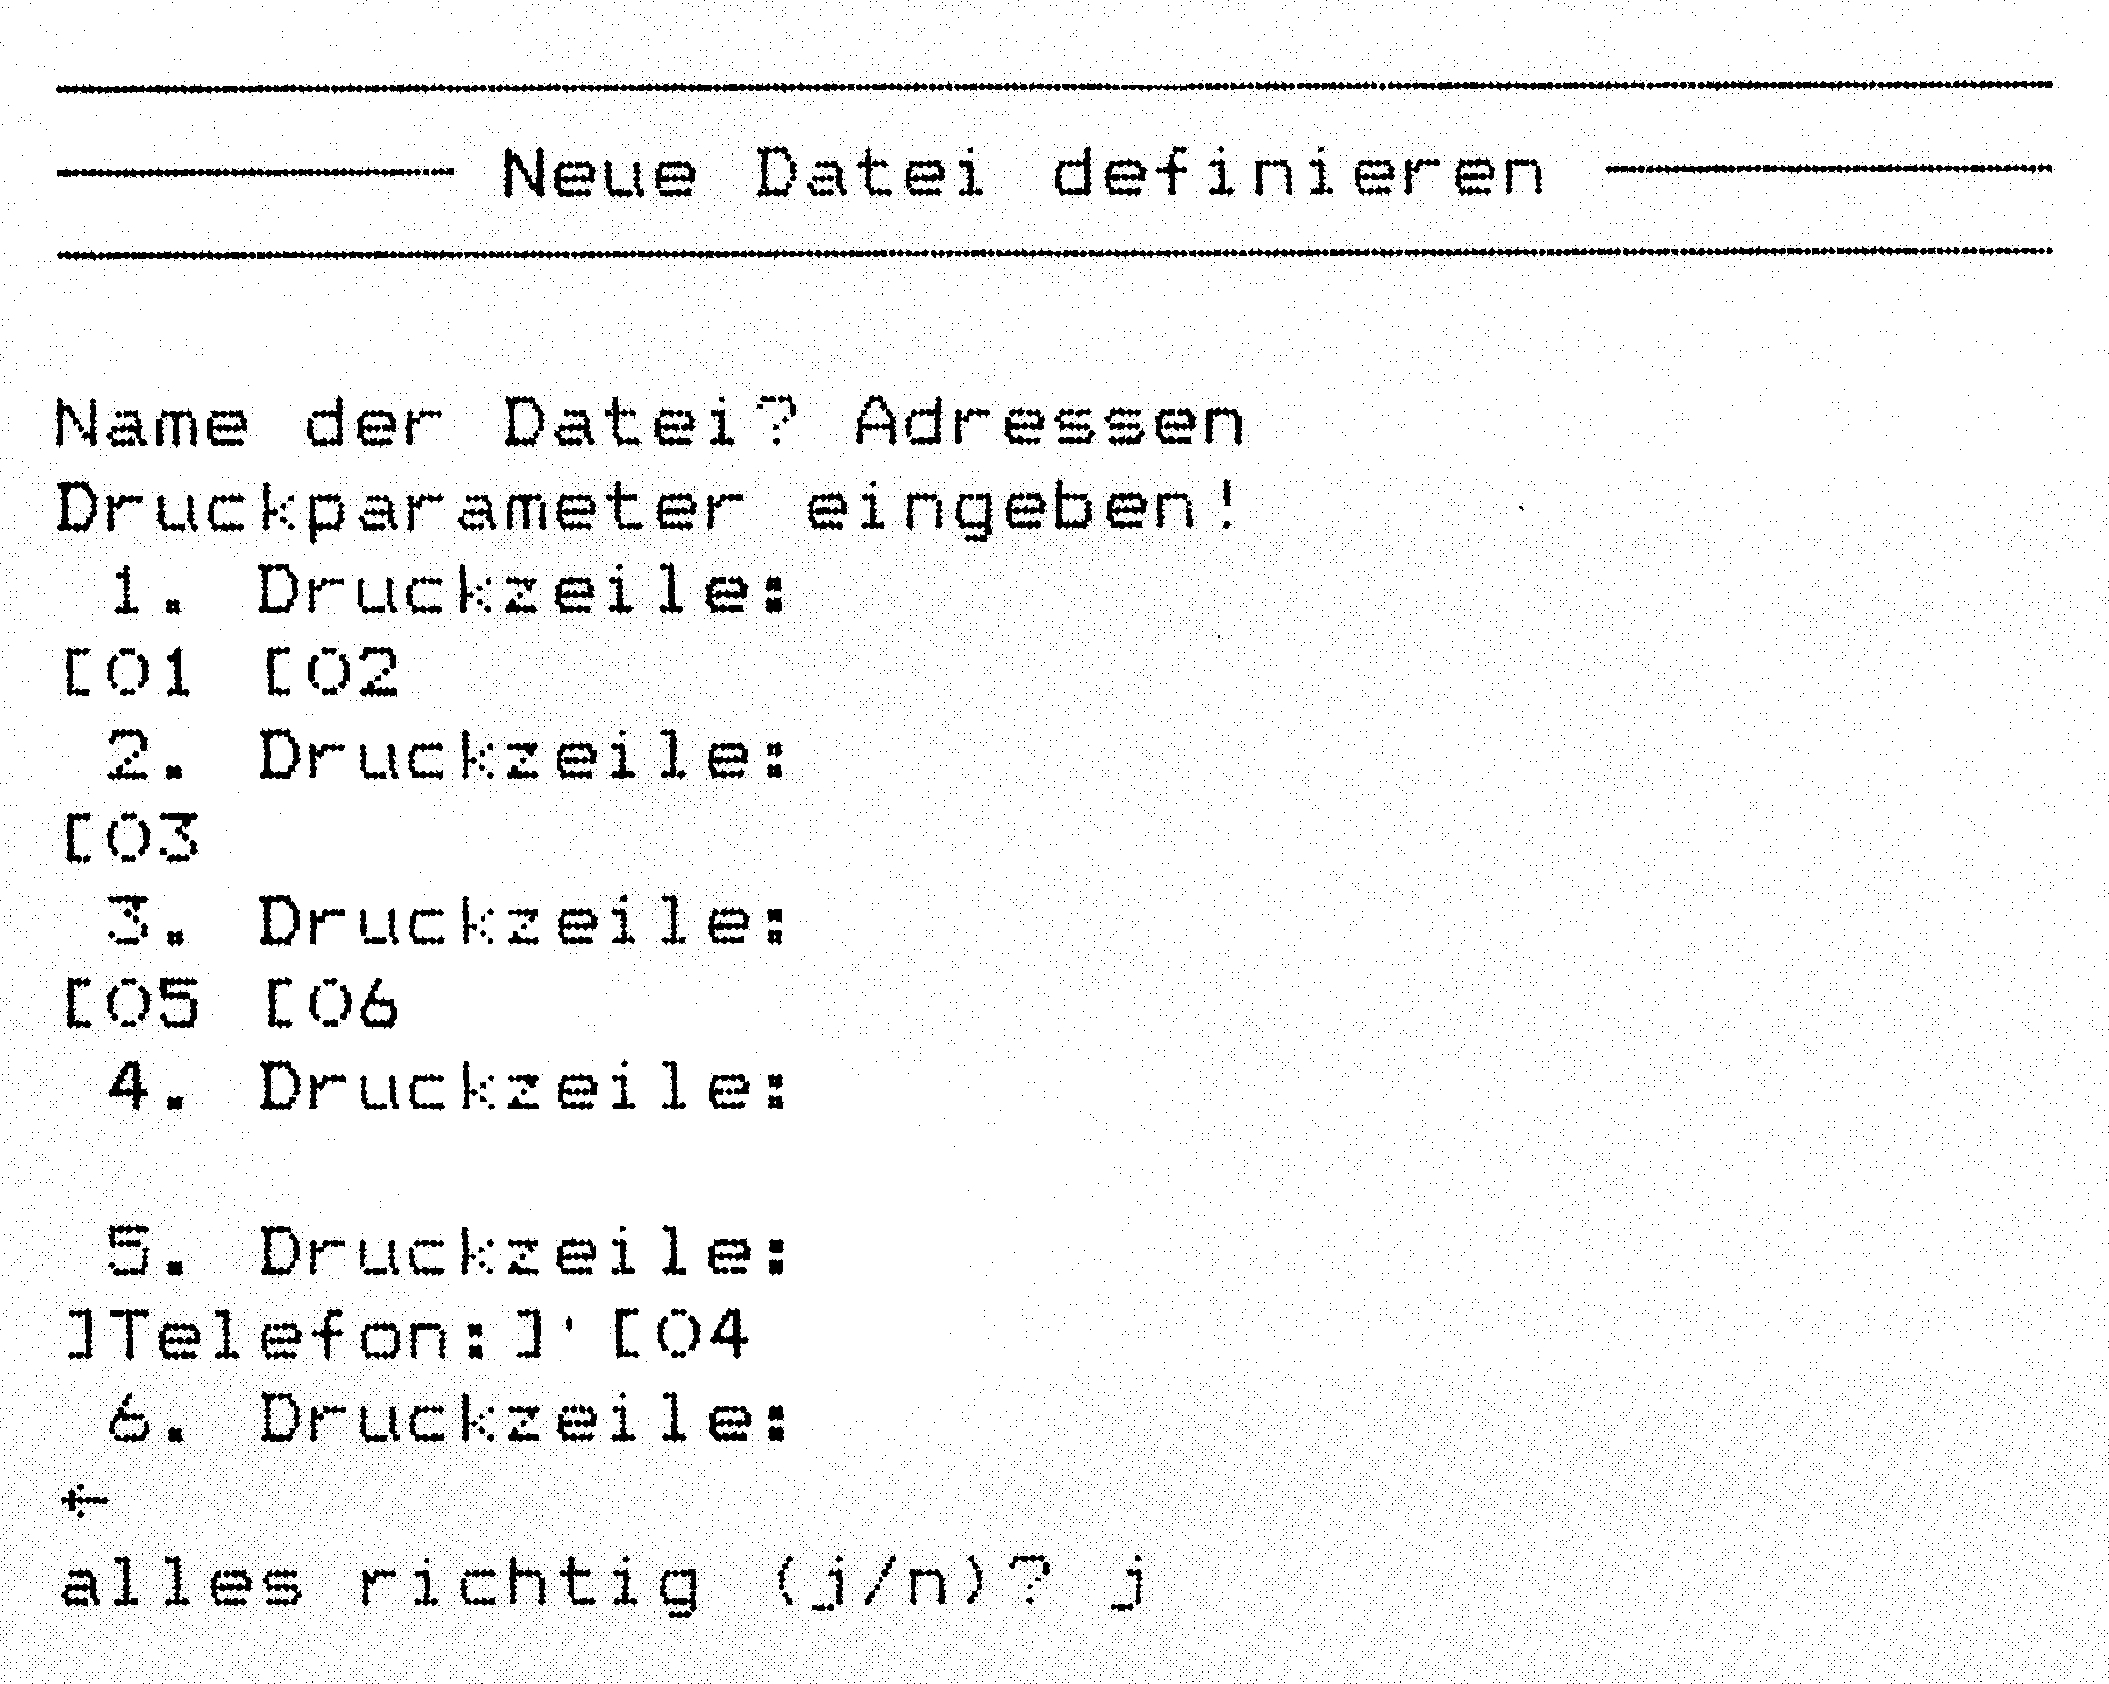 Neue Datei definieren
Name der Datei? Adressen
Druckparameter eingeben!
1. Druckzeile:
[01 [02
2. Druckzeile:
[03
3. Druckzeile:
[05 [06
4. Druckzeile:
5. Druckzeile:
]Telefon:]' [04
6. Druckzeile:
←
alles richtig (j/n)? j